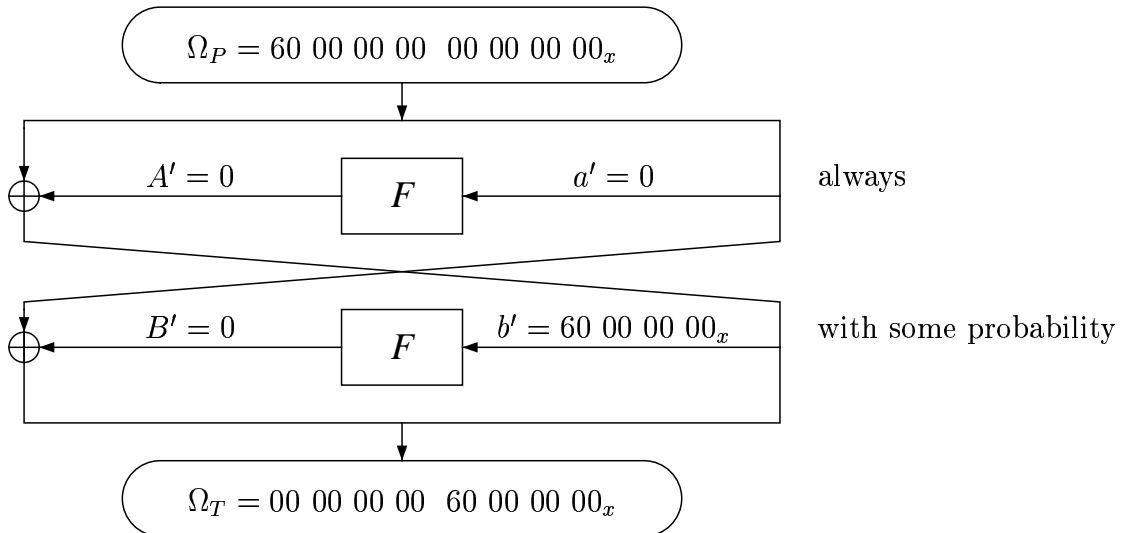 Ω_P = 60 00 00 00 00 00 00 00_x
A′ = 0
F
a′ = 0
always
B′ = 0
F
b′ = 60 00 00 00_x
with some probability
Ω_T = 00 00 00 00 60 00 00 00_x